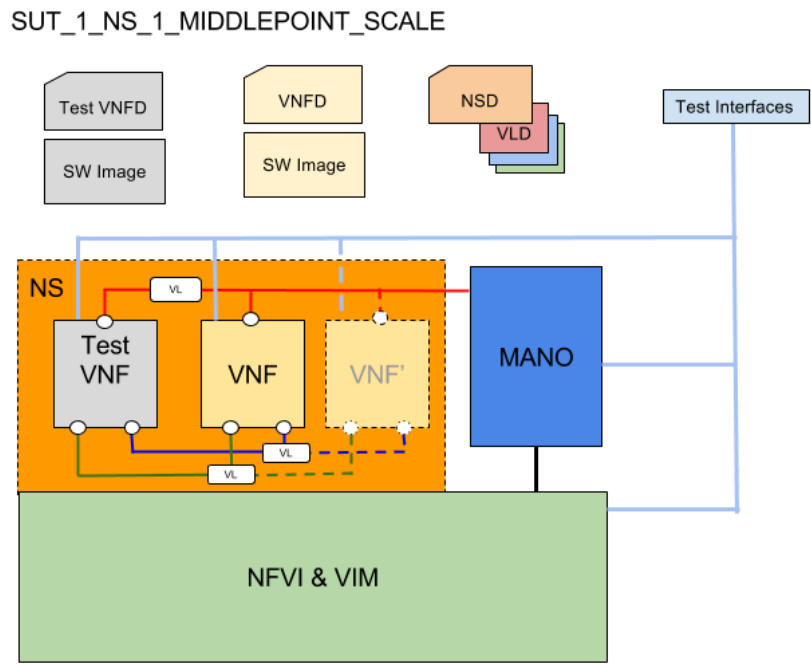 SUT_1_NS_1_MIDDLEPOINT_SCALE
Test VNFD
VNFD
NSD
Test Interfaces
VLD
SW Image
SW Image
NS
VL
Test
VNF
VNF
VNF'
MANO
VL
VL
NFVI & VIM